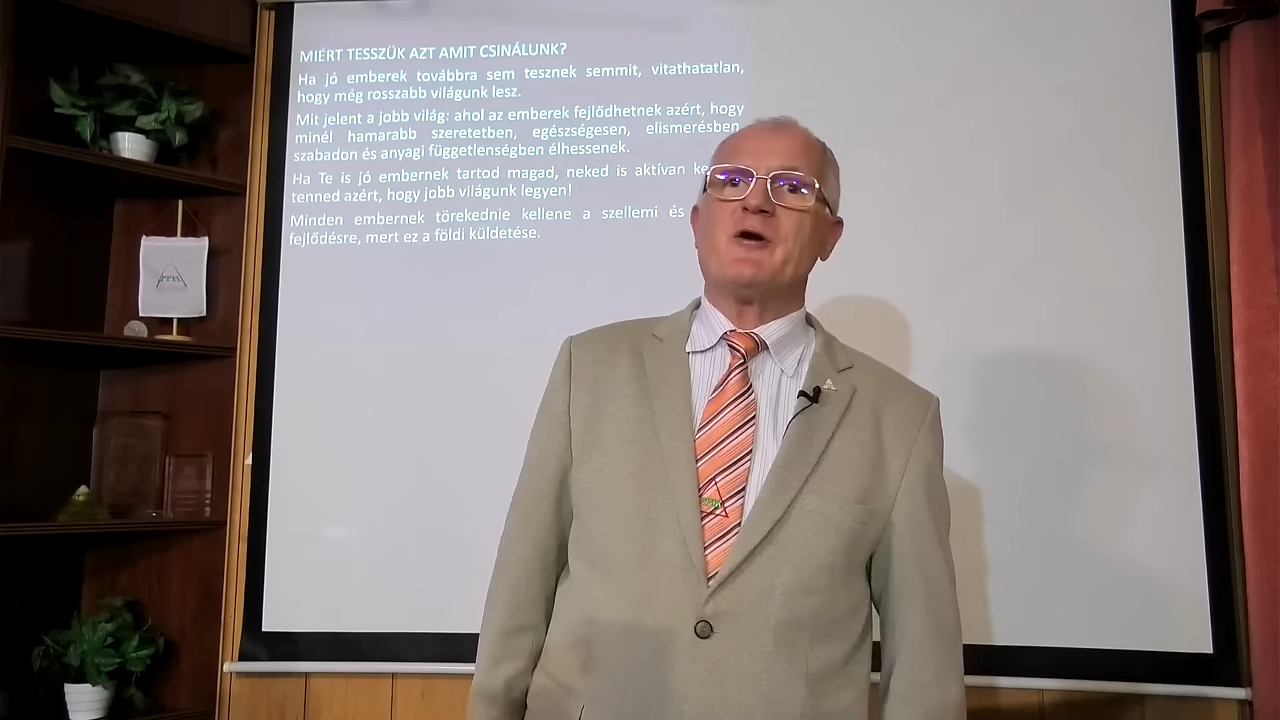 MIÉRT TESSZÜK AZT AMIT CSINÁLUNK?
Ha jó emberek továbbra sem tesznek semmit, vitathatatlan,
hogy még rosszabb világunk lesz.
Mit jelent a jobb világ: ahol az emberek fejlődhetnek azért, hogy
minél hamarabb szeretetben, egészségesen, elismerésben,
szabadon és anyagi függetlenségben élhessenek.
Ha Te is jó embernek tartod magad, neked is aktívan
tenned azért, hogy jobb világunk legyen!
Minden embernek törekednie kellene a szellemi és
fejlődésre, mert ez a földi küldetése.